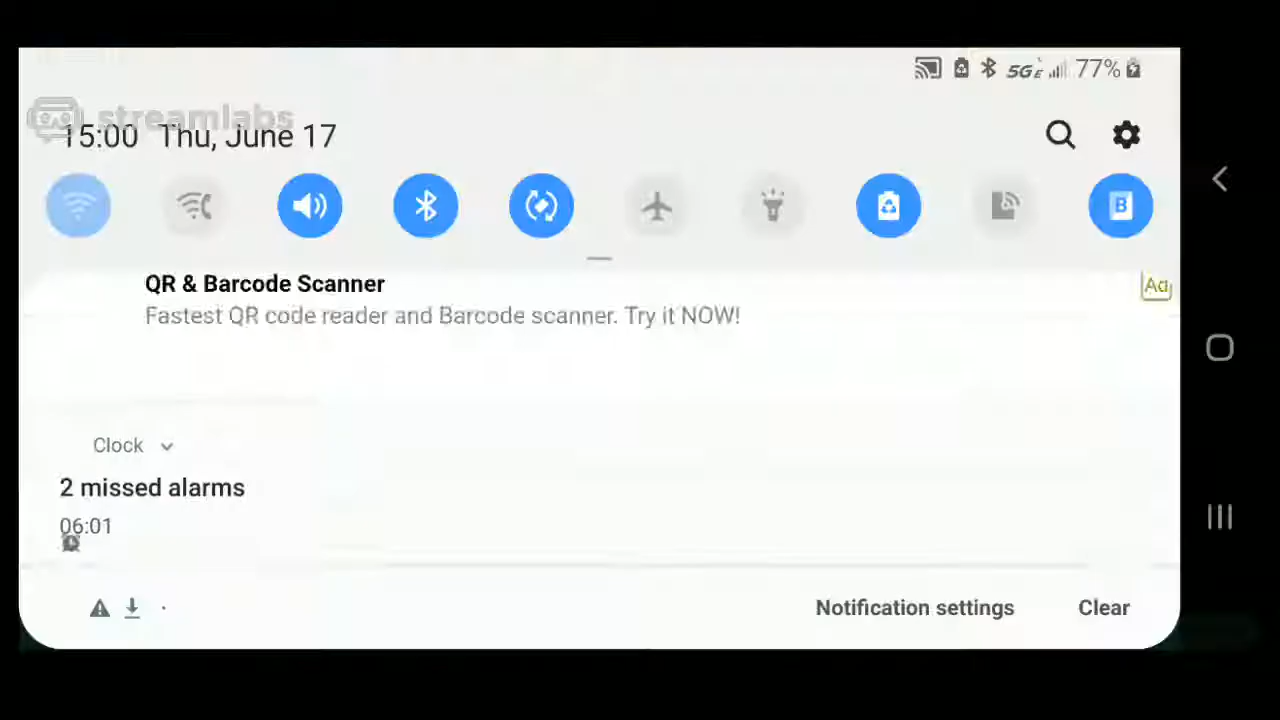 5GE 77%
streamlabs
15:00 Thu, June 17
B
QR & Barcode Scanner
Ad
Fastest QR code reader and Barcode scanner. Try it NOW!
Clock
2 missed alarms
06:01
Notification settings Clear